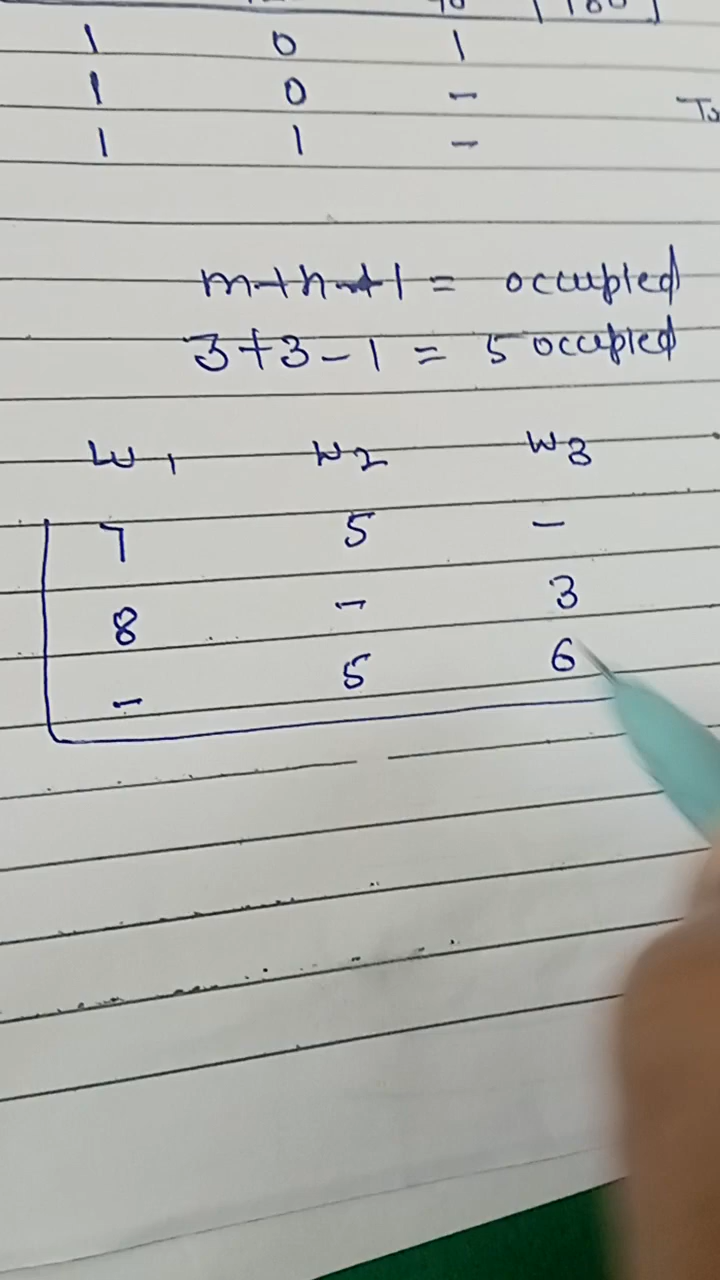 1 0 1
1 0 -
1 1 -
m+n+1 = occupied
3+3-1 = 5 occupied
W1 W2 W3
7 5 -
8 - 3
- 5 6